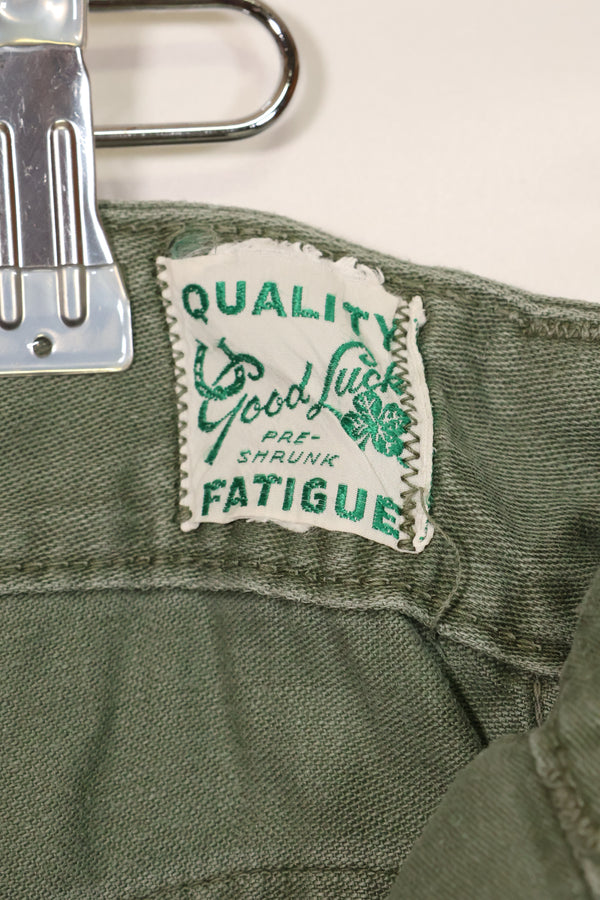 QUALITY
Good Luck
PRE-
SHRUNK
FATIGUE